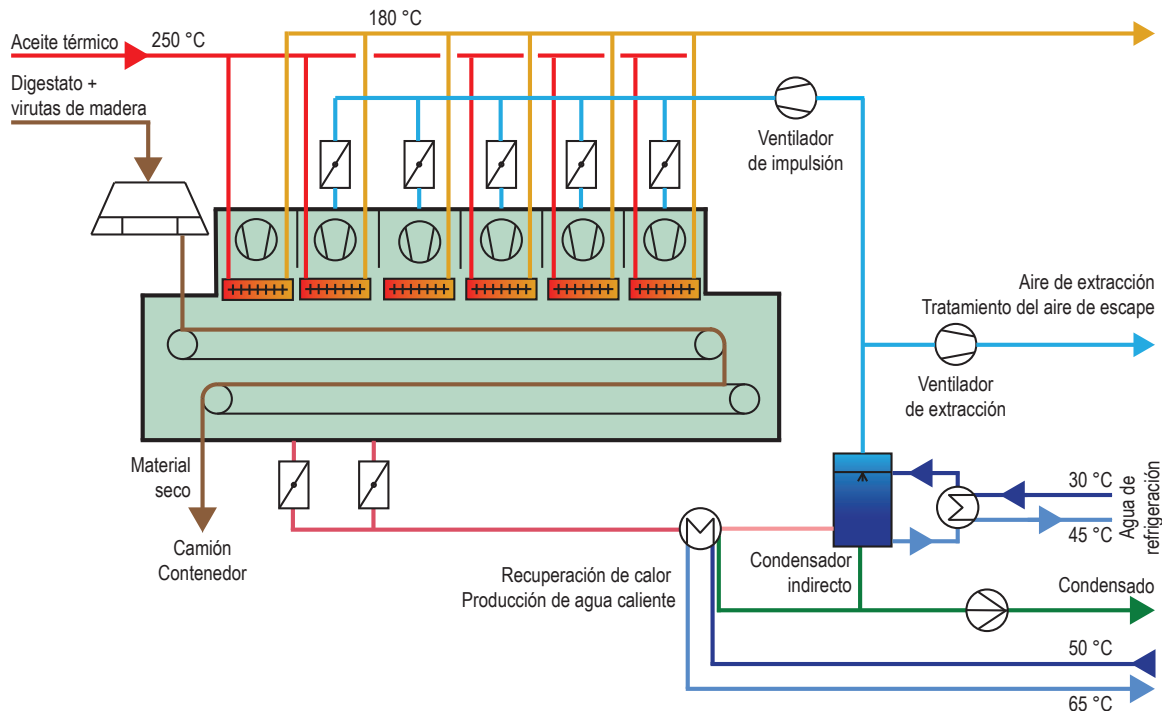 180 °C
Aceite térmico
250 °C
Digestato +
virutas de madera
Ventilador
de impulsión
Aire de extracción
Tratamiento del aire de escape
Ventilador
de extracción
Material
seco
Camión
Contenedor
30 °C
45 °C
Agua de
refrigeración
Recuperación de calor
Producción de agua caliente
Condensador
indirecto
Condensado
50 °C
65 °C